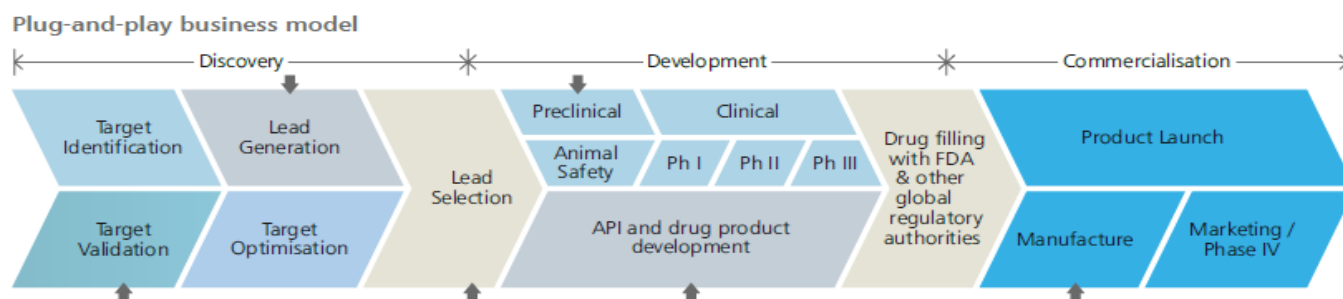 Plug-and-play business model
Discovery
Development
Commercialisation
Target
Identification
Lead
Generation
Target
Validation
Target
Optimisation
Lead
Selection
Preclinical
Clinical
Animal
Safety
Ph I
Ph II
Ph III
API and drug product
development
Drug filling
with FDA
& other
global
regulatory
authorities
Product Launch
Manufacture
Marketing /
Phase IV